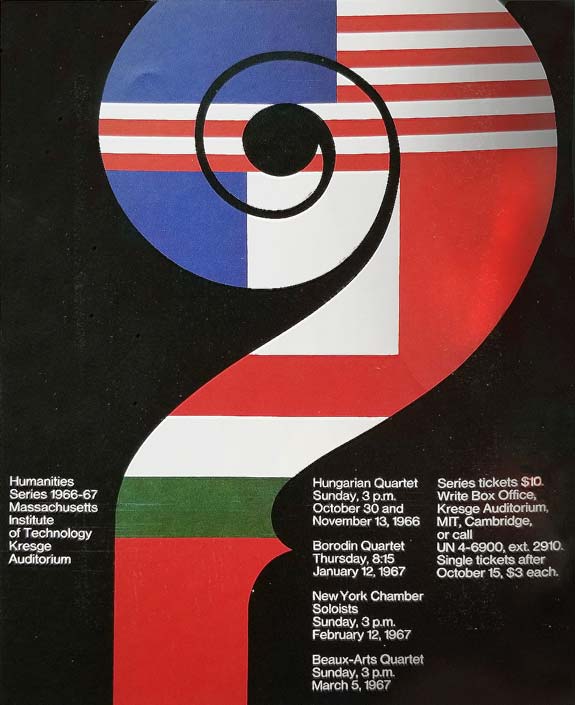 Humanities
Series 1966-67
Massachusetts
Institute
of Technology
Kresge
Auditorium
Hungarian Quartet
Sunday, 3 p.m.
October 30 and
November 13, 1966
Borodin Quartet
Thursday, 8:15
January 12, 1967
New York Chamber
Soloists
Sunday, 3 p.m.
February 12, 1967
Beaux-Arts Quartet
Sunday, 3 p.m.
March 5, 1967
Series tickets $10.
Write Box Office,
Kresge Auditorium,
MIT, Cambridge,
or call
UN 4-6900, ext. 2910.
Single tickets after
October 15, $3 each.